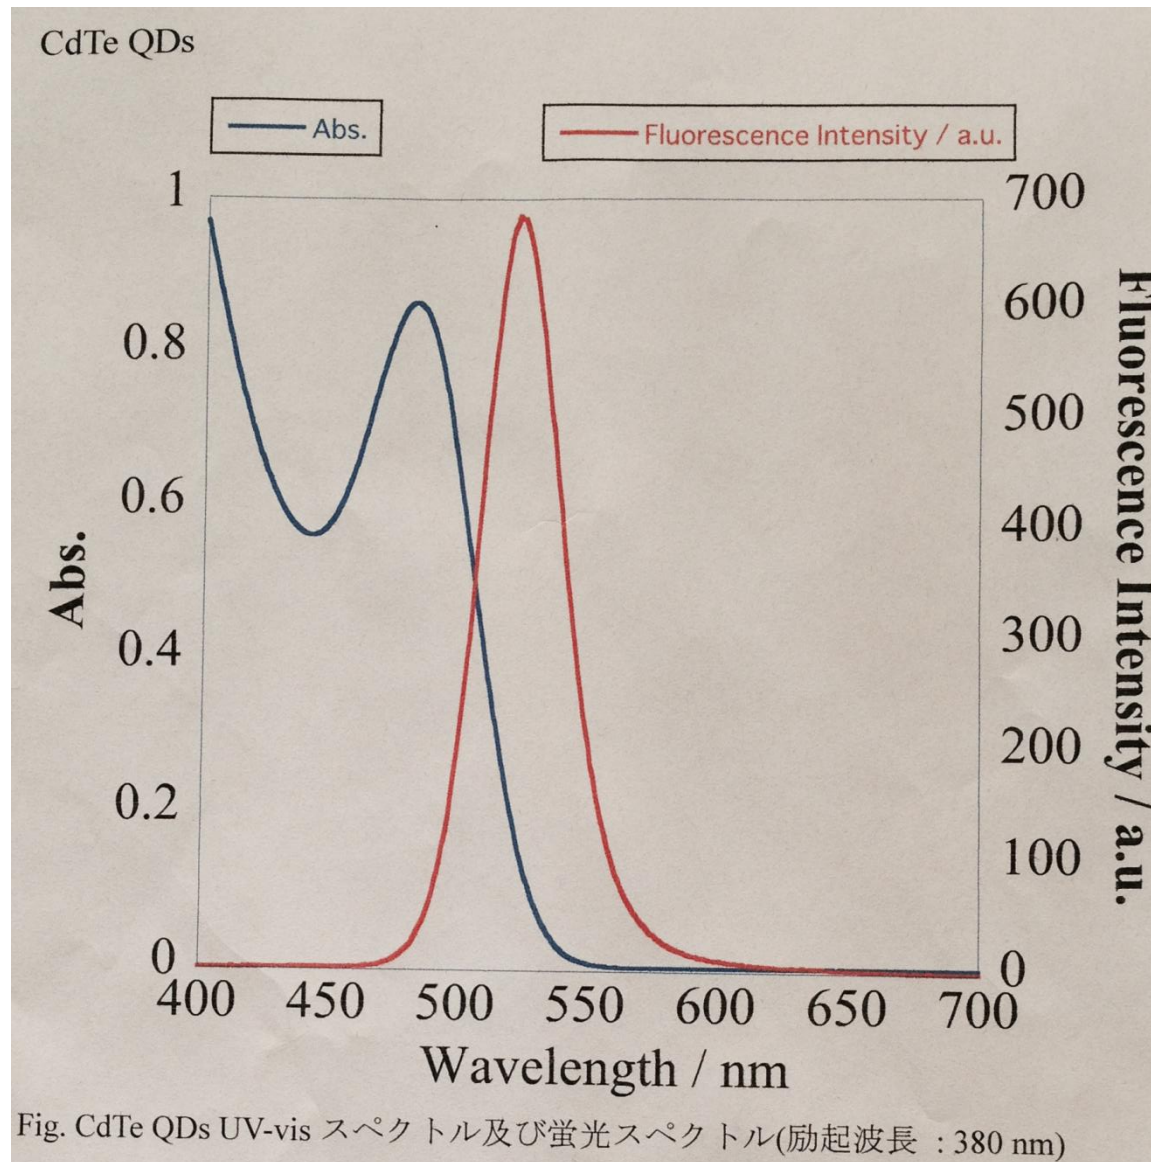 CdTe QDs
Abs.
Fluorescence Intensity / a.u.
1
0.8
0.6
0.4
0.2
0
Abs.
700
600
500
400
300
200
100
0
Fluorescence Intensity / a.u.
400 450 500 550 600 650 700
Wavelength / nm
Fig. CdTe QDs UV-vis スペクトル及び蛍光スペクトル(励起波長 : 380 nm)